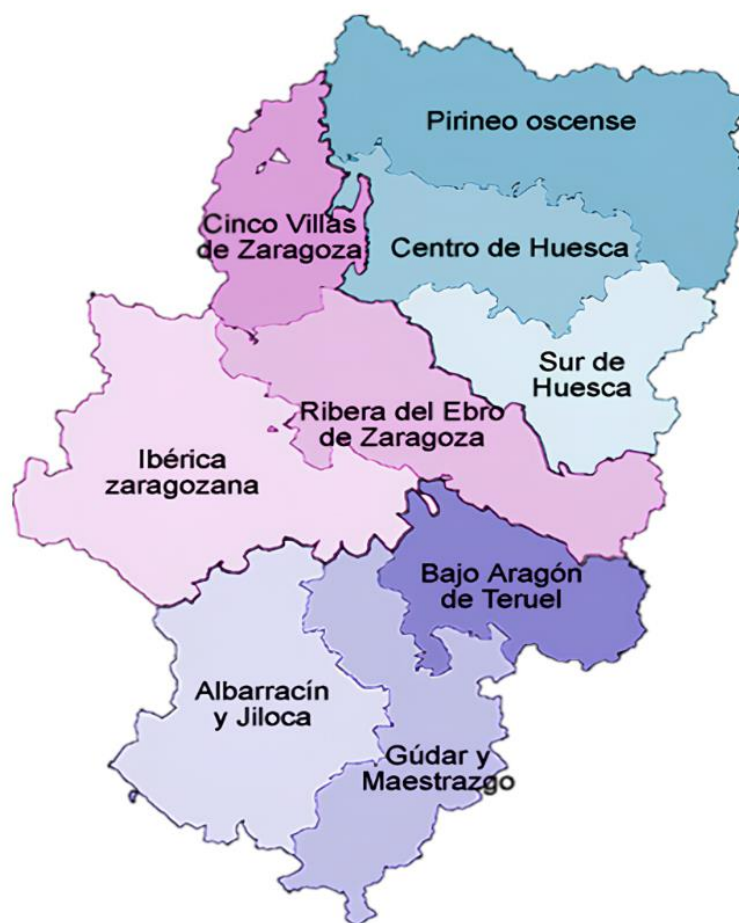 Pirineo oscense
Cinco Villas
de Zaragoza
Centro de Huesca
Sur de
Huesca
Ribera del Ebro
de Zaragoza
Ibérica
zaragozana
Bajo Aragón
de Teruel
Albarracín
y Jiloca
Gúdar y
Maestrazgo